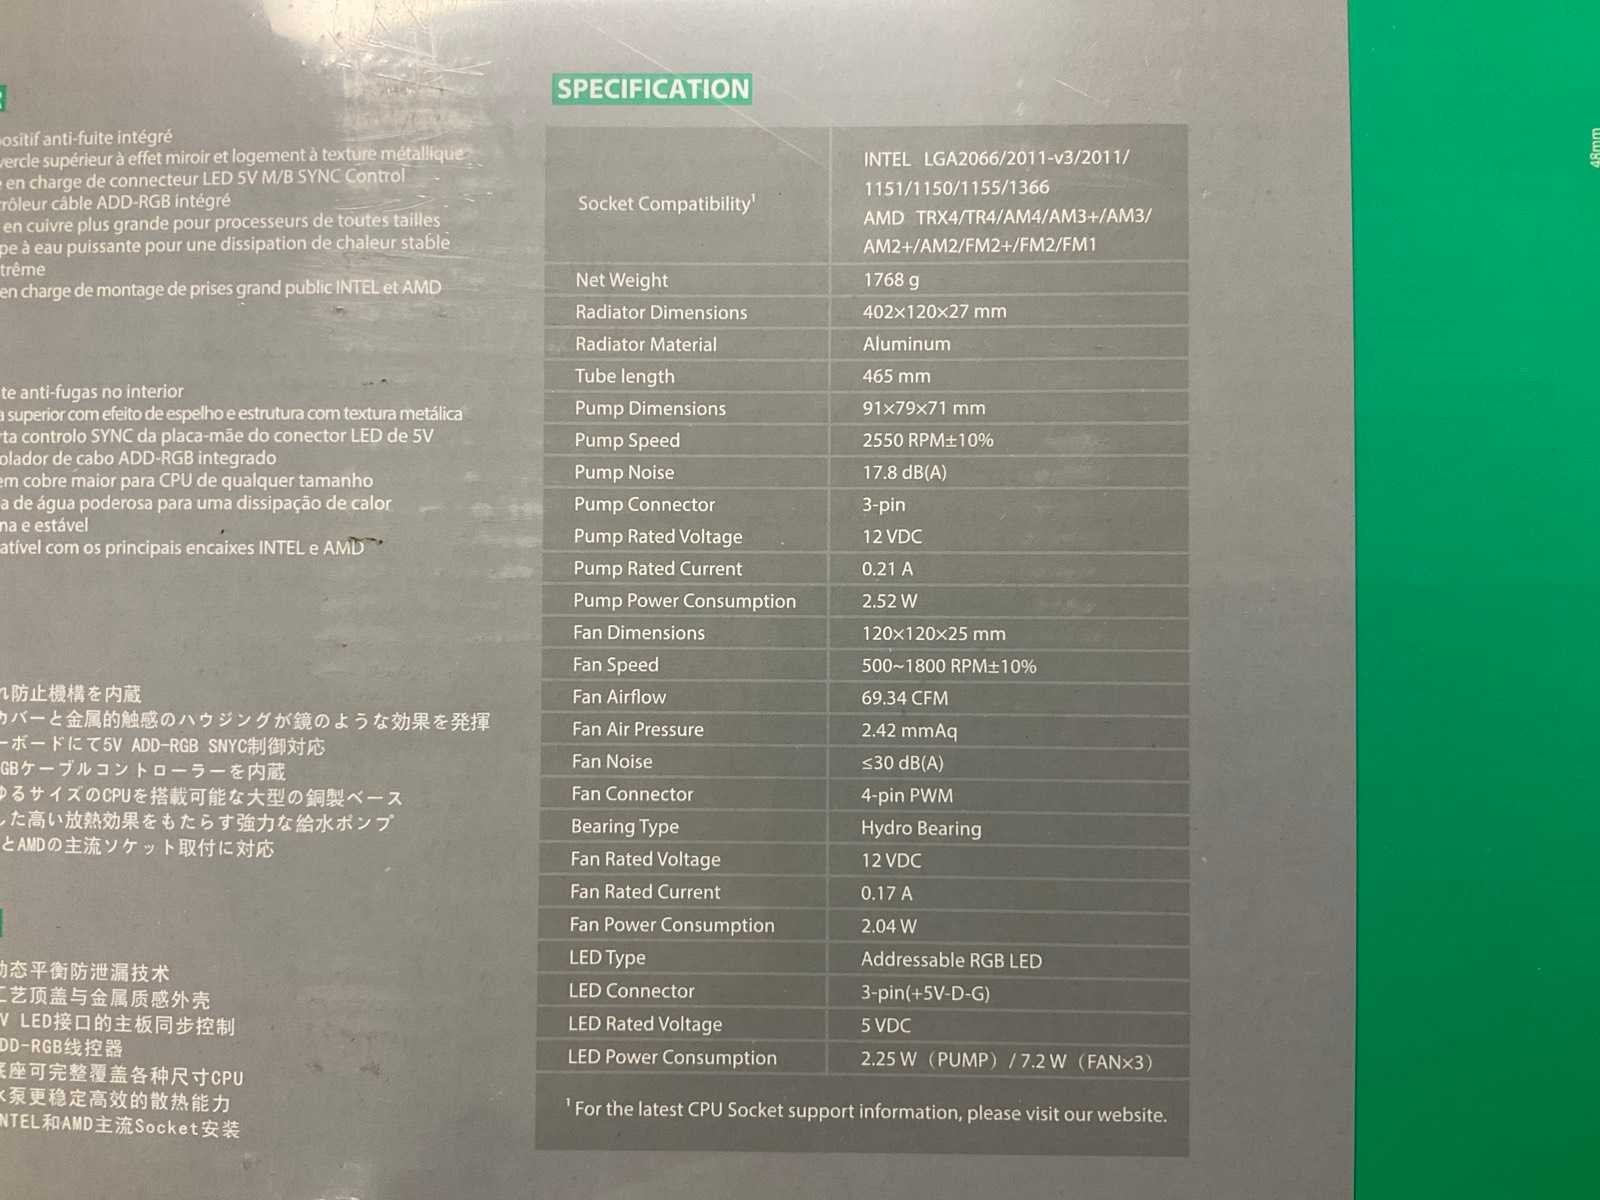 ositif anti-fuite intégré
vercle supérieur à effet miroir et logement à texture métallique
en charge de connecteur LED 5V M/B SYNC Control
rôleur câble ADD-RGB intégré
en cuivre plus grande pour processeurs de toutes tailles
pe à eau puissante pour une dissipation de chaleur stable
trême
en charge de montage de prises grand public INTEL et AMD
te anti-fugas no interior
a superior com efeito de espelho e estrutura com textura metálica
rta controlo SYNC da placa-mãe do conector LED de 5V
olador de cabo ADD-RGB integrado
em cobre maior para CPU de qualquer tamanho
a de água poderosa para uma dissipação de calor
na e estável
atível com os principais encaixes INTEL e AMD
れ防止機構を内蔵
カバーと金属的触感のハウジングが鏡のような効果を発揮
ーボードにて5V ADD-RGB SNYC制御対応
GBケーブルコントローラーを内蔵
ゆるサイズのCPUを搭載可能な大型の銅製ベース
した高い放熱効果をもたらす強力な給水ポンプ
とAMDの主流ソケット取付に対応
动态平衡防泄漏技术
工艺顶盖与金属质感外壳
V LED接口的主板同步控制
DD-RGB线控器
底座可完整覆盖各种尺寸CPU
水泵更稳定高效的散热能力
NTEL和AMD主流Socket安装
SPECIFICATION
Socket Compatibility¹ INTEL LGA2066/2011-v3/2011/
1151/1150/1155/1366
AMD TRX4/TR4/AM4/AM3+/AM3/
AM2+/AM2/FM2+/FM2/FM1
Net Weight 1768 g
Radiator Dimensions 402×120×27 mm
Radiator Material Aluminum
Tube length 465 mm
Pump Dimensions 91×79×71 mm
Pump Speed 2550 RPM±10%
Pump Noise 17.8 dB(A)
Pump Connector 3-pin
Pump Rated Voltage 12 VDC
Pump Rated Current 0.21 A
Pump Power Consumption 2.52 W
Fan Dimensions 120×120×25 mm
Fan Speed 500~1800 RPM±10%
Fan Airflow 69.34 CFM
Fan Air Pressure 2.42 mmAq
Fan Noise ≤30 dB(A)
Fan Connector 4-pin PWM
Bearing Type Hydro Bearing
Fan Rated Voltage 12 VDC
Fan Rated Current 0.17 A
Fan Power Consumption 2.04 W
LED Type Addressable RGB LED
LED Connector 3-pin(+5V-D-G)
LED Rated Voltage 5 VDC
LED Power Consumption 2.25 W（PUMP）/ 7.2 W（FAN×3）
¹ For the latest CPU Socket support information, please visit our website.
48mm